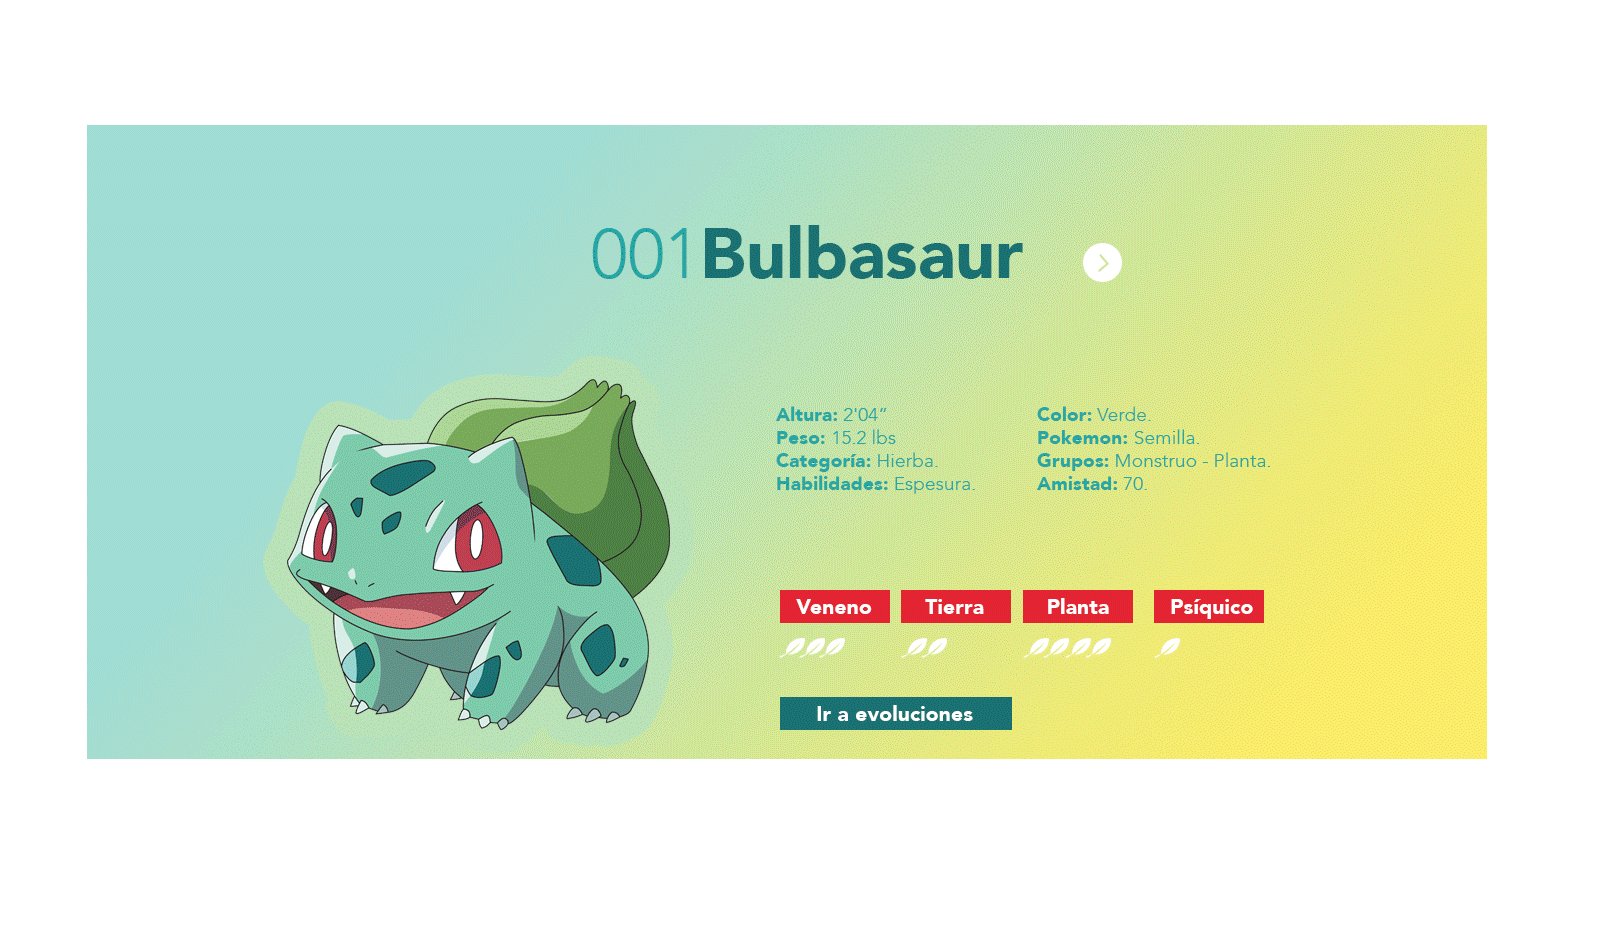 001Bulbasaur
Altura: 2'04”
Peso: 15.2 lbs
Categoría: Hierba.
Habilidades: Espesura.
Color: Verde.
Pokemon: Semilla.
Grupos: Monstruo - Planta.
Amistad: 70.
Veneno
Tierra
Planta
Psíquico
Ir a evoluciones